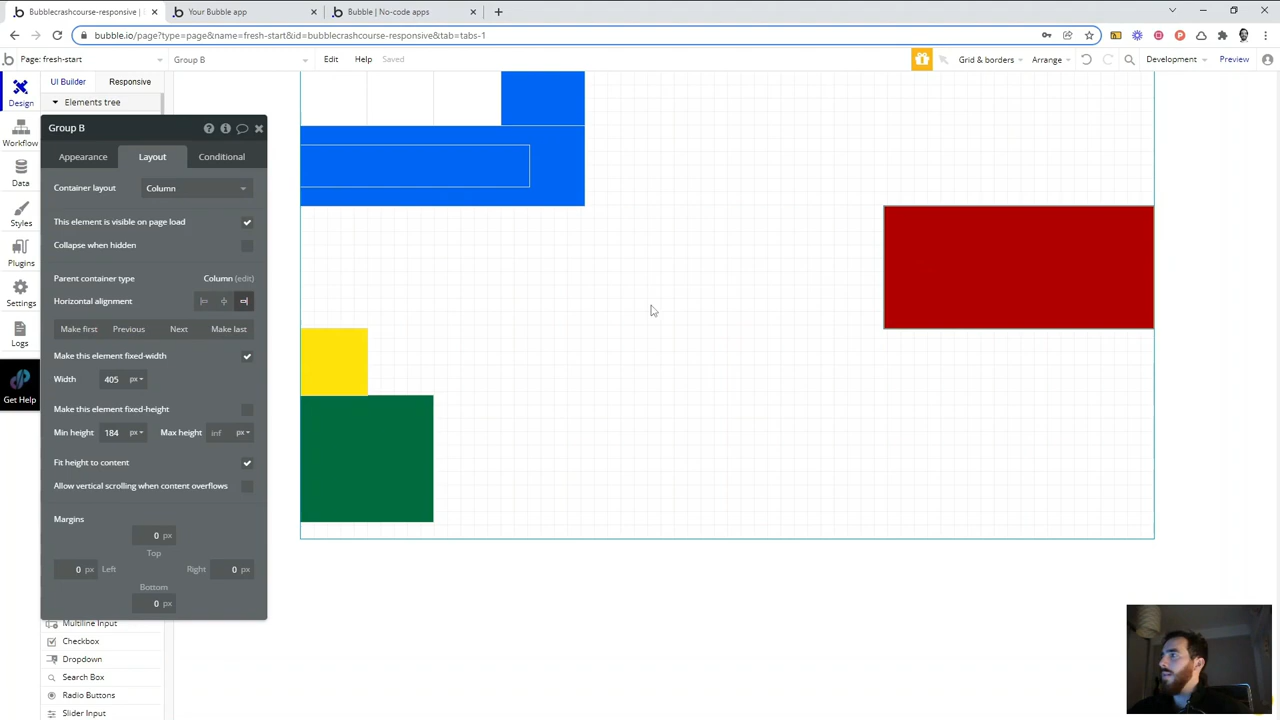 Bubblecrashcourse-responsive |
Your Bubble app
Bubble | No-code apps
bubble.io/page?type=page&name=fresh-start&id=bubblecrashcourse-responsive&tab=tabs-1
Page: fresh-start
Group B
Edit
Help
Saved
Grid & borders
Arrange
Development
Preview
UI Builder
Responsive
Elements tree
Design
Workflow
Data
Styles
Plugins
Settings
Logs
Get Help
Group B
Appearance
Layout
Conditional
Container layout
Column
This element is visible on page load
Collapse when hidden
Parent container type
Column (edit)
Horizontal alignment
Make first
Previous
Next
Make last
Make this element fixed-width
Width
405 px
Make this element fixed-height
Min height
184 px
Max height
inf px
Fit height to content
Allow vertical scrolling when content overflows
Margins
0 px
Top
0 px Left
Right 0 px
Bottom
0 px
Multiline Input
Checkbox
Dropdown
Search Box
Radio Buttons
Slider Input